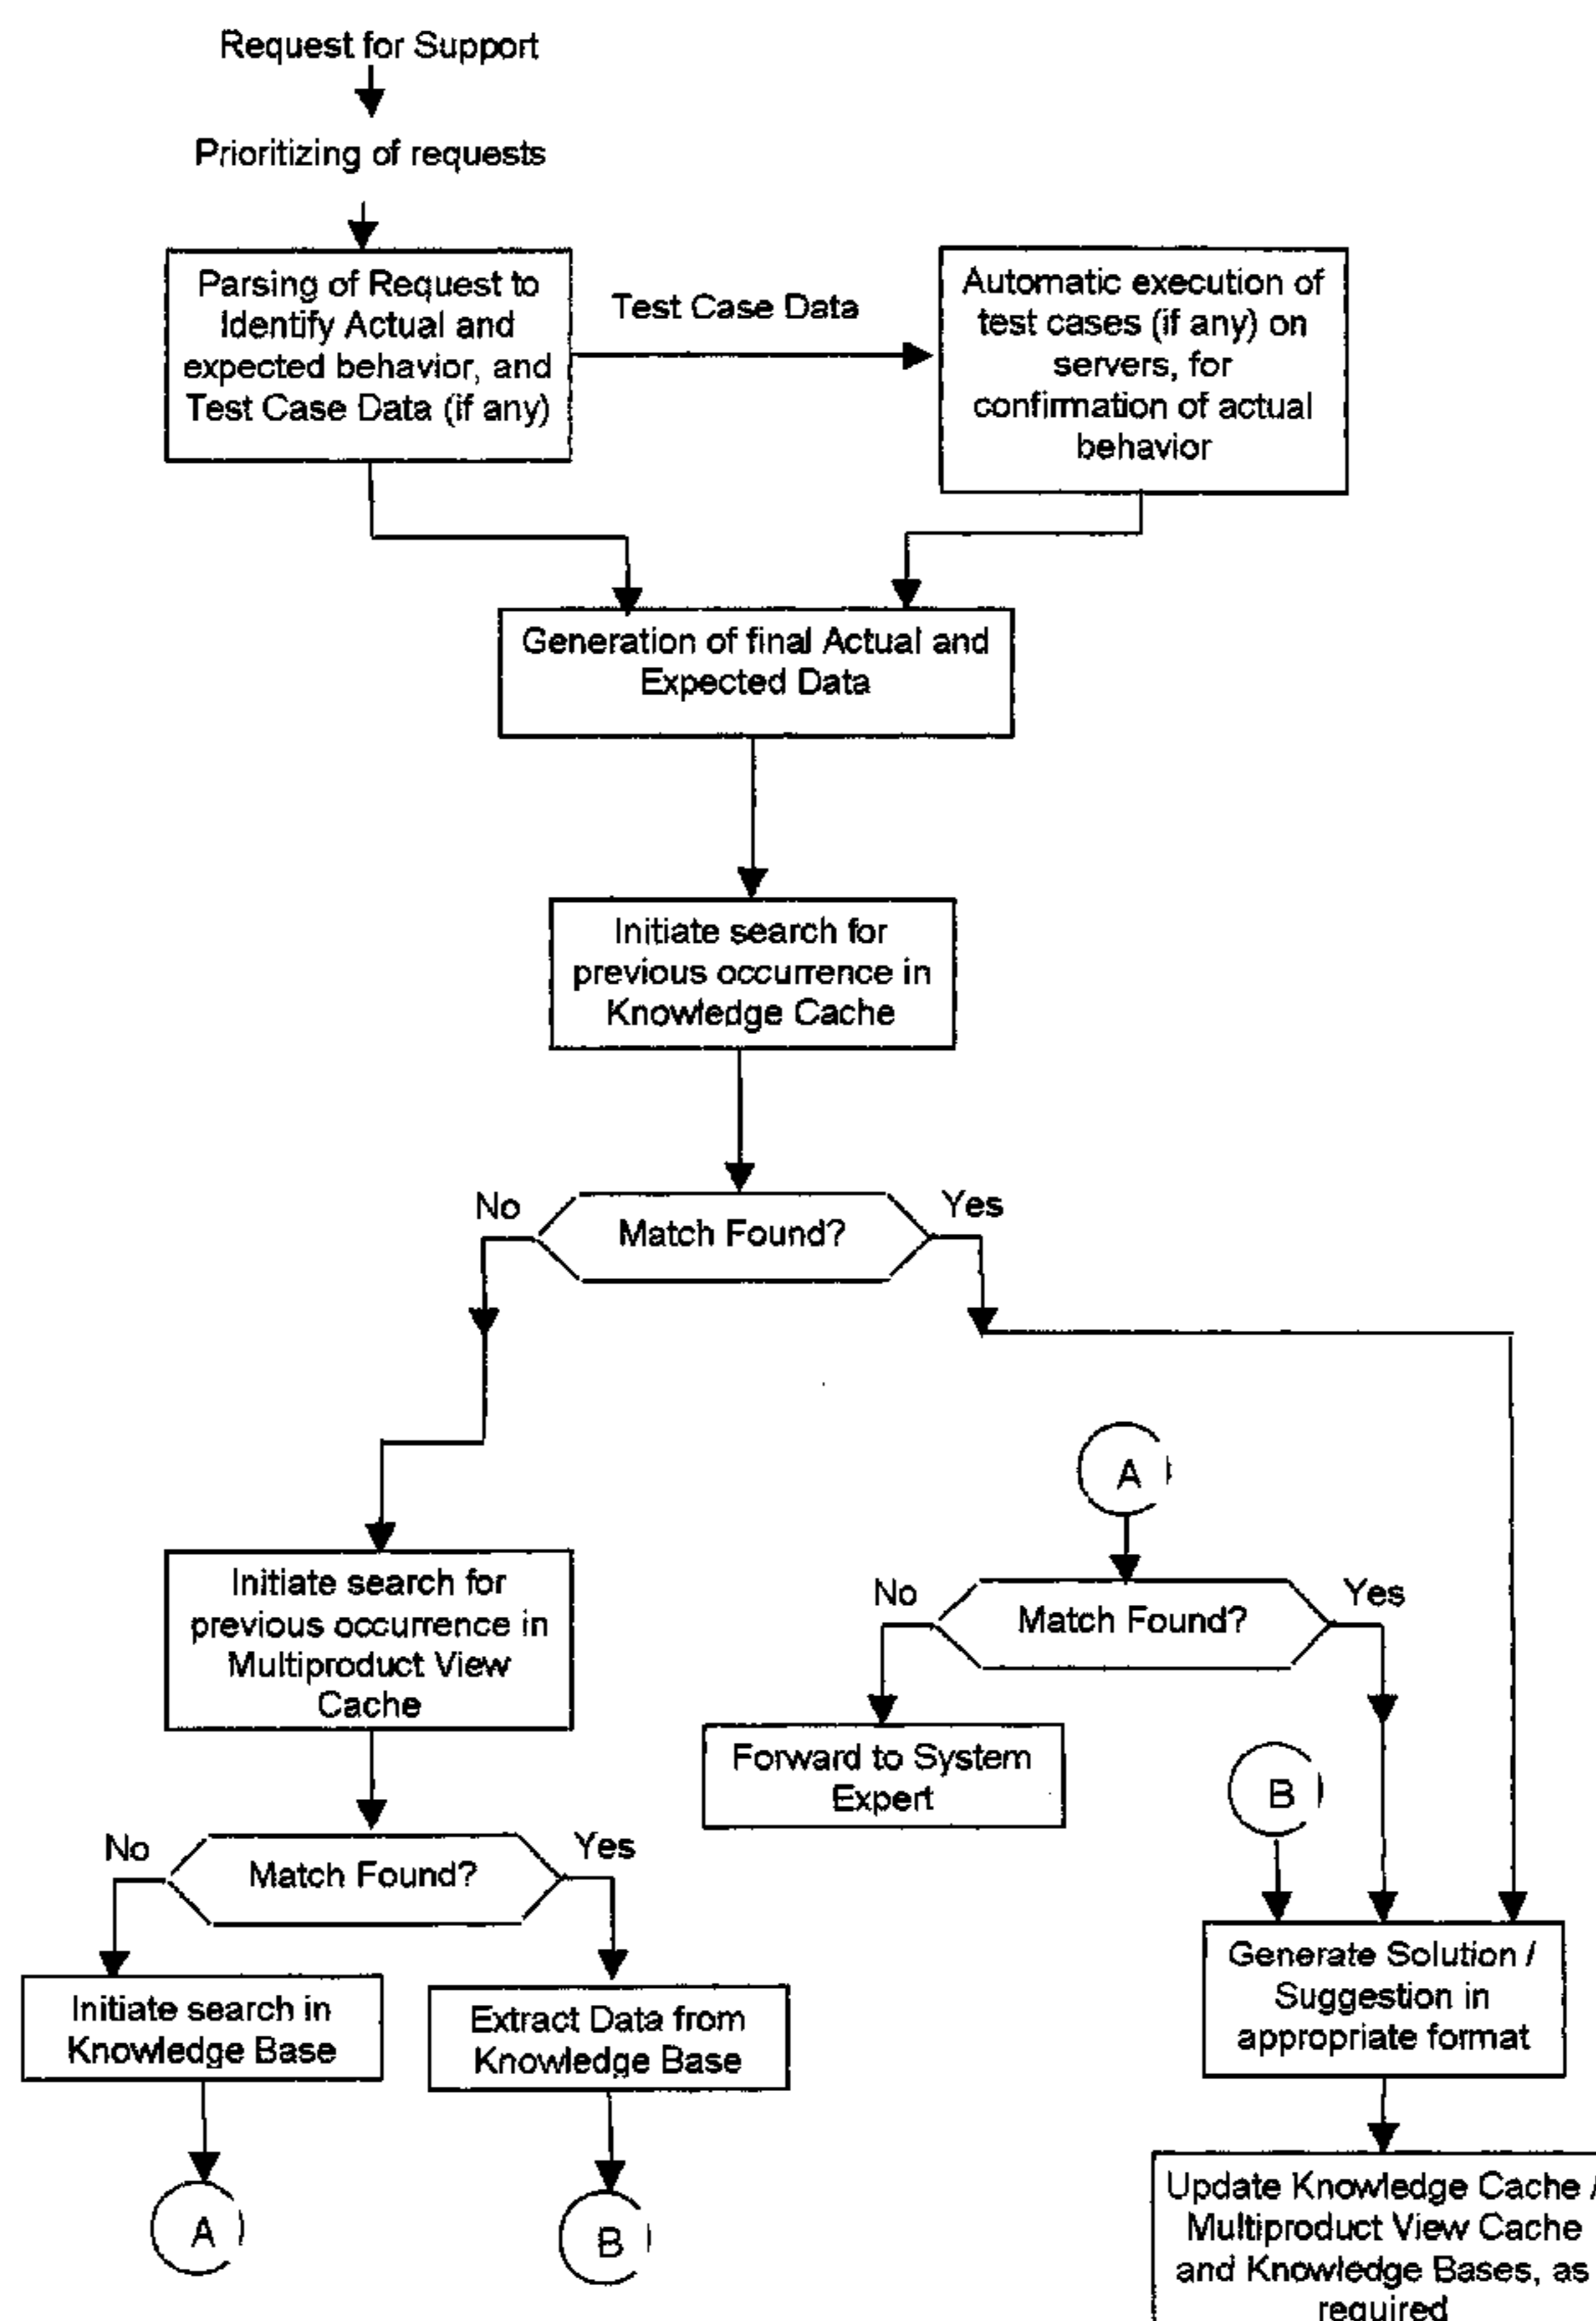 Request for Support
Prioritizing of requests
Parsing of Request to
Identify Actual and
expected behavior, and
Test Case Data (if any)
Test Case Data
Automatic execution of
test cases (if any) on
servers, for
confirmation of actual
behavior
Generation of final Actual and
Expected Data
Initiate search for
previous occurrence in
Knowledge Cache
No
Match Found?
Yes
Initiate search for
previous occurrence in
Multiproduct View
Cache
No
Match Found?
Yes
Initiate search in
Knowledge Base
Extract Data from
Knowledge Base
A
B
A
No
Match Found?
Yes
Forward to System
Expert
B
Generate Solution /
Suggestion in
appropriate format
Update Knowledge Cache /
Multiproduct View Cache
and Knowledge Bases, as
required